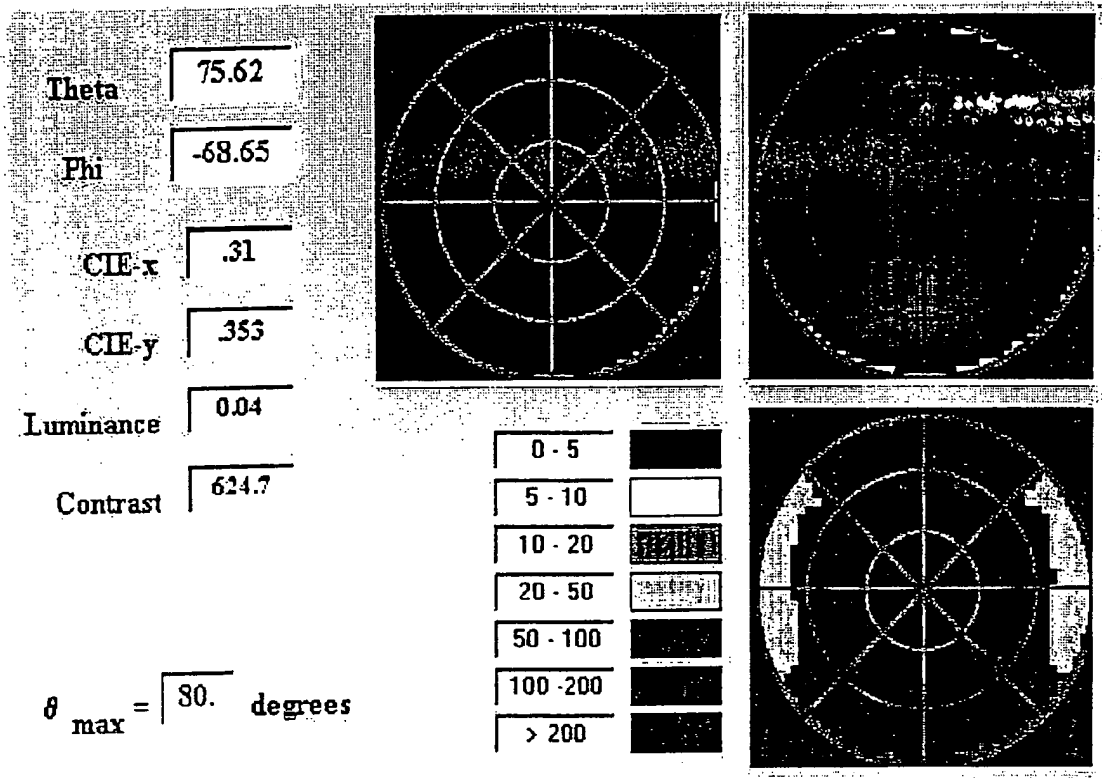 Theta 75.62
Phi -68.65
CIE-x .31
CIE-y .353
Luminance 0.04
Contrast 624.7
0 - 5
5 - 10
10 - 20
20 - 50
50 - 100
100 -200
> 200
θ max = 80. degrees